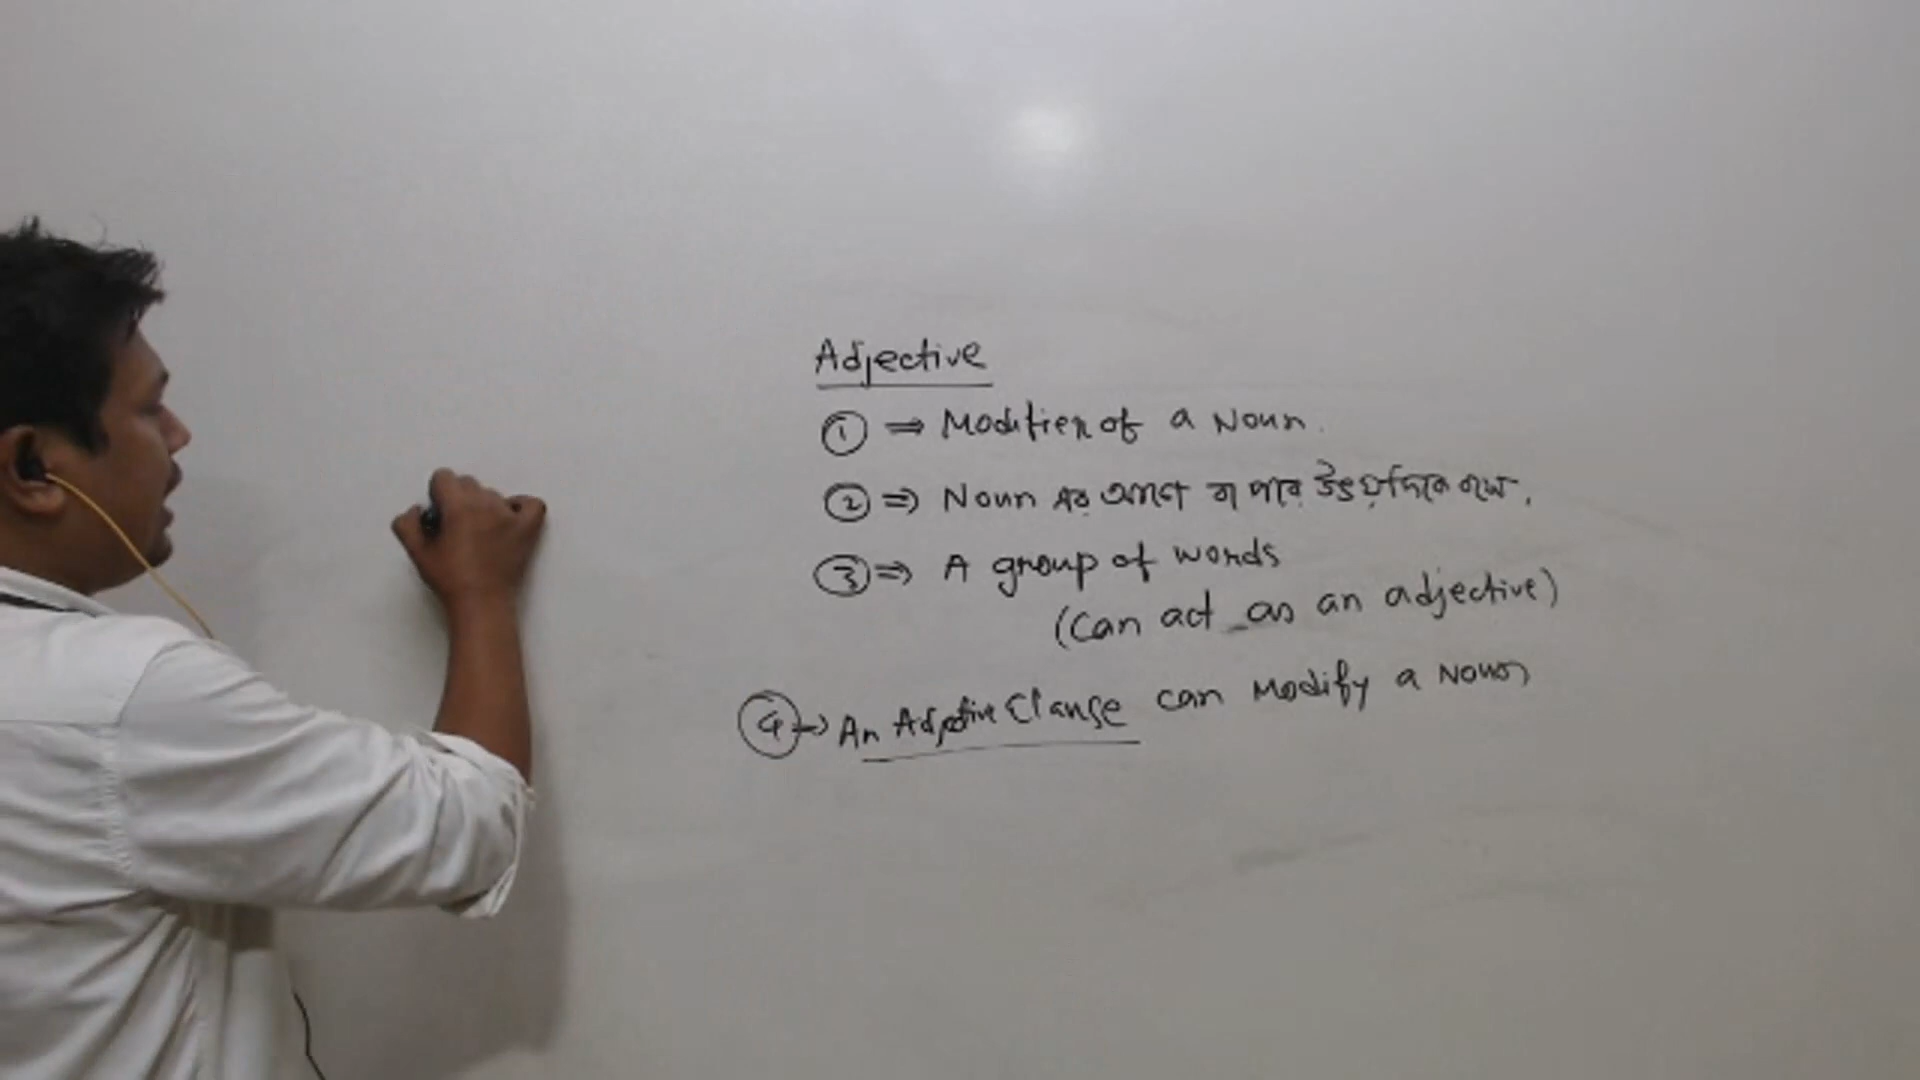 Adjective
① ⇒ Modifier of a Noun.
② ⇒ Noun এর আগে বা পরে উভয়দিকে বসে.
③ ⇒ A group of words
(Can act as an adjective)
④ → An Adjective Clause can Modify a Noun